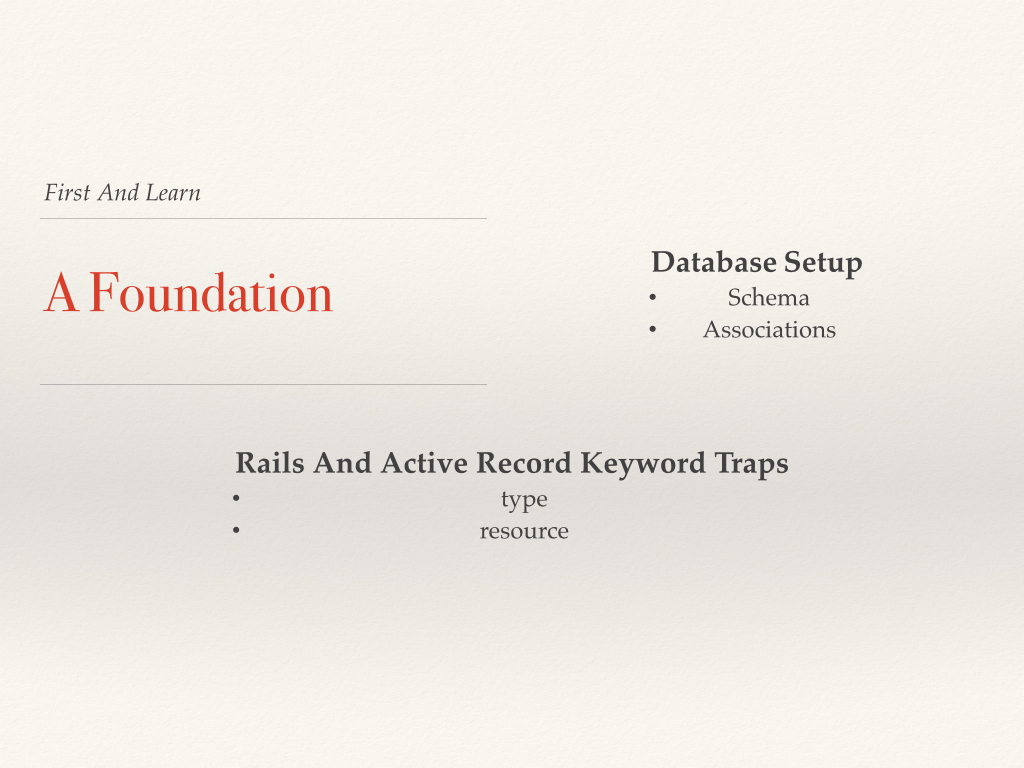 First And Learn
A Foundation
Database Setup
• Schema
• Associations
Rails And Active Record Keyword Traps
• type
• resource